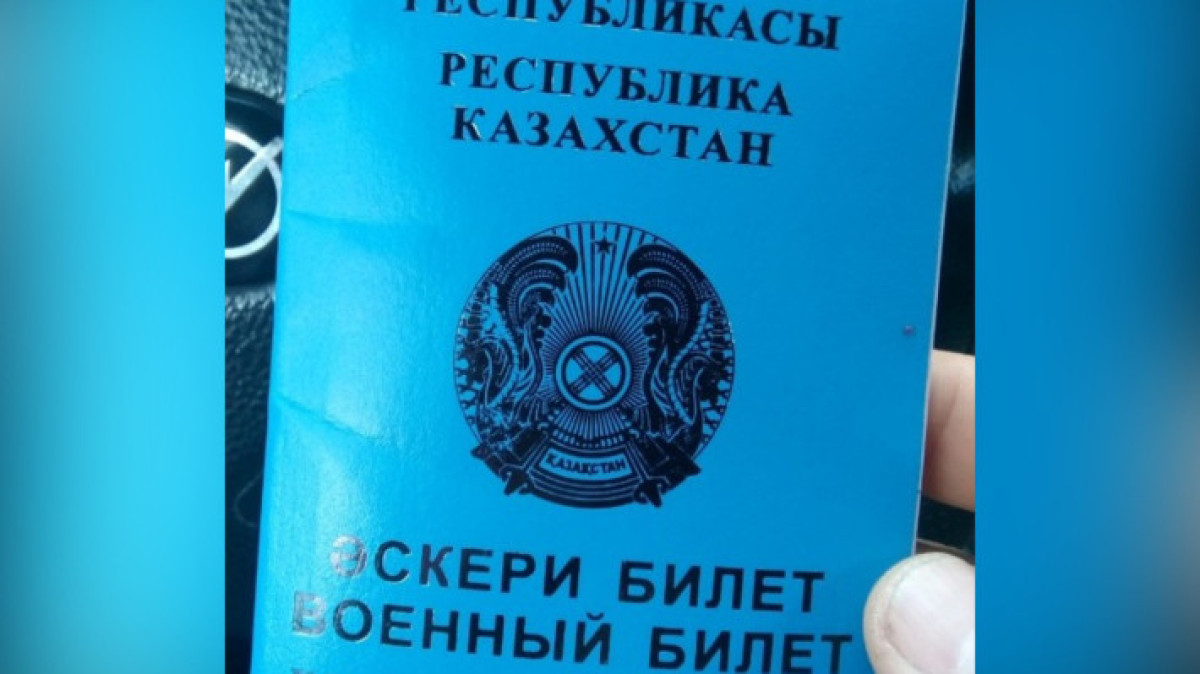 РЕСПУБЛИКАСЫ
РЕСПУБЛИКА
КАЗАХСТАН
ҚАЗАҚСТАН
ӘСКЕРИ БИЛЕТ
ВОЕННЫЙ БИЛЕТ